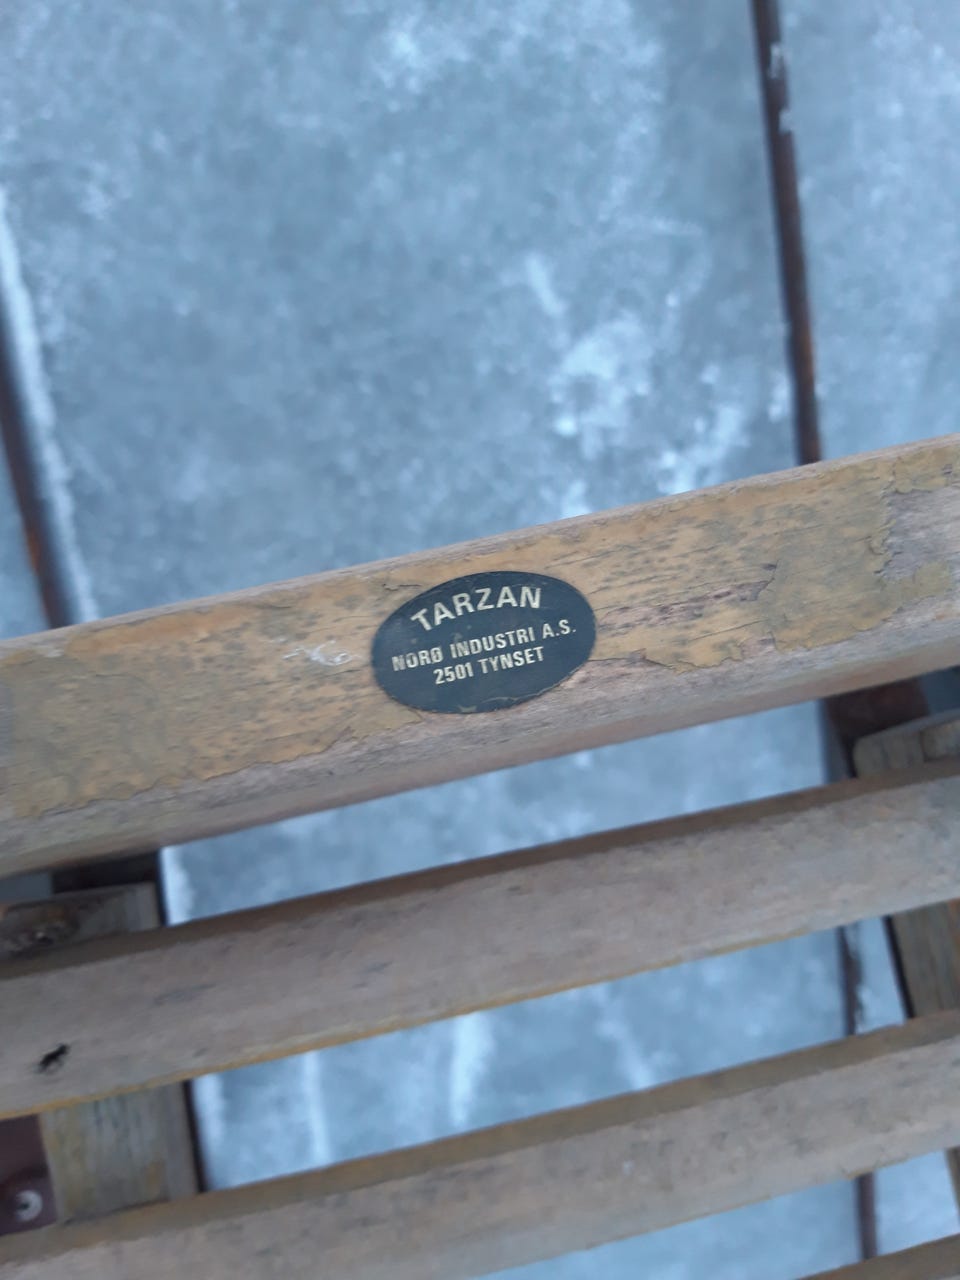 TARZAN
NORØ INDUSTRI A.S.
2501 TYNSET